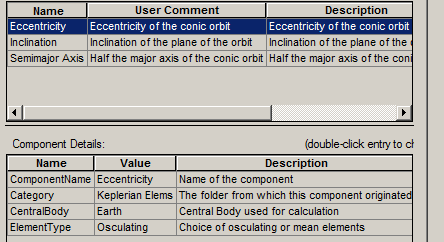 Name User Comment Description
Eccentricity Eccentricity of the conic orbit Eccentricity of the conic orbit
Inclination Inclination of the plane of the orbit Inclination of the plane of the
Semimajor Axis Half the major axis of the conic orbit Half the major axis of the coni
Component Details: (double-click entry to ch
Name Value Description
ComponentName Eccentricity Name of the component
Category Keplerian Elems The folder from which this component originated
CentralBody Earth Central Body used for calculation
ElementType Osculating Choice of osculating or mean elements